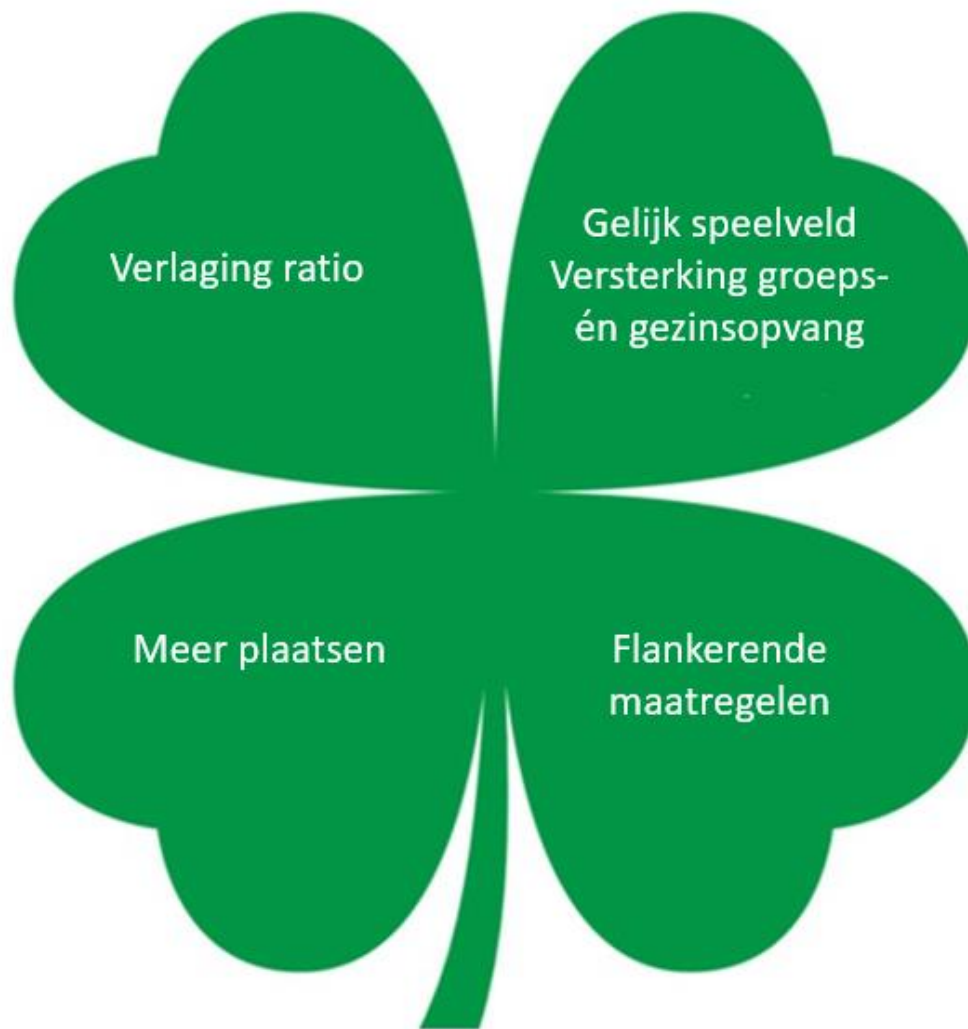 Verlaging ratio
Gelijk speelveld
Versterking groeps-
én gezinsopvang
Meer plaatsen
Flankerende
maatregelen